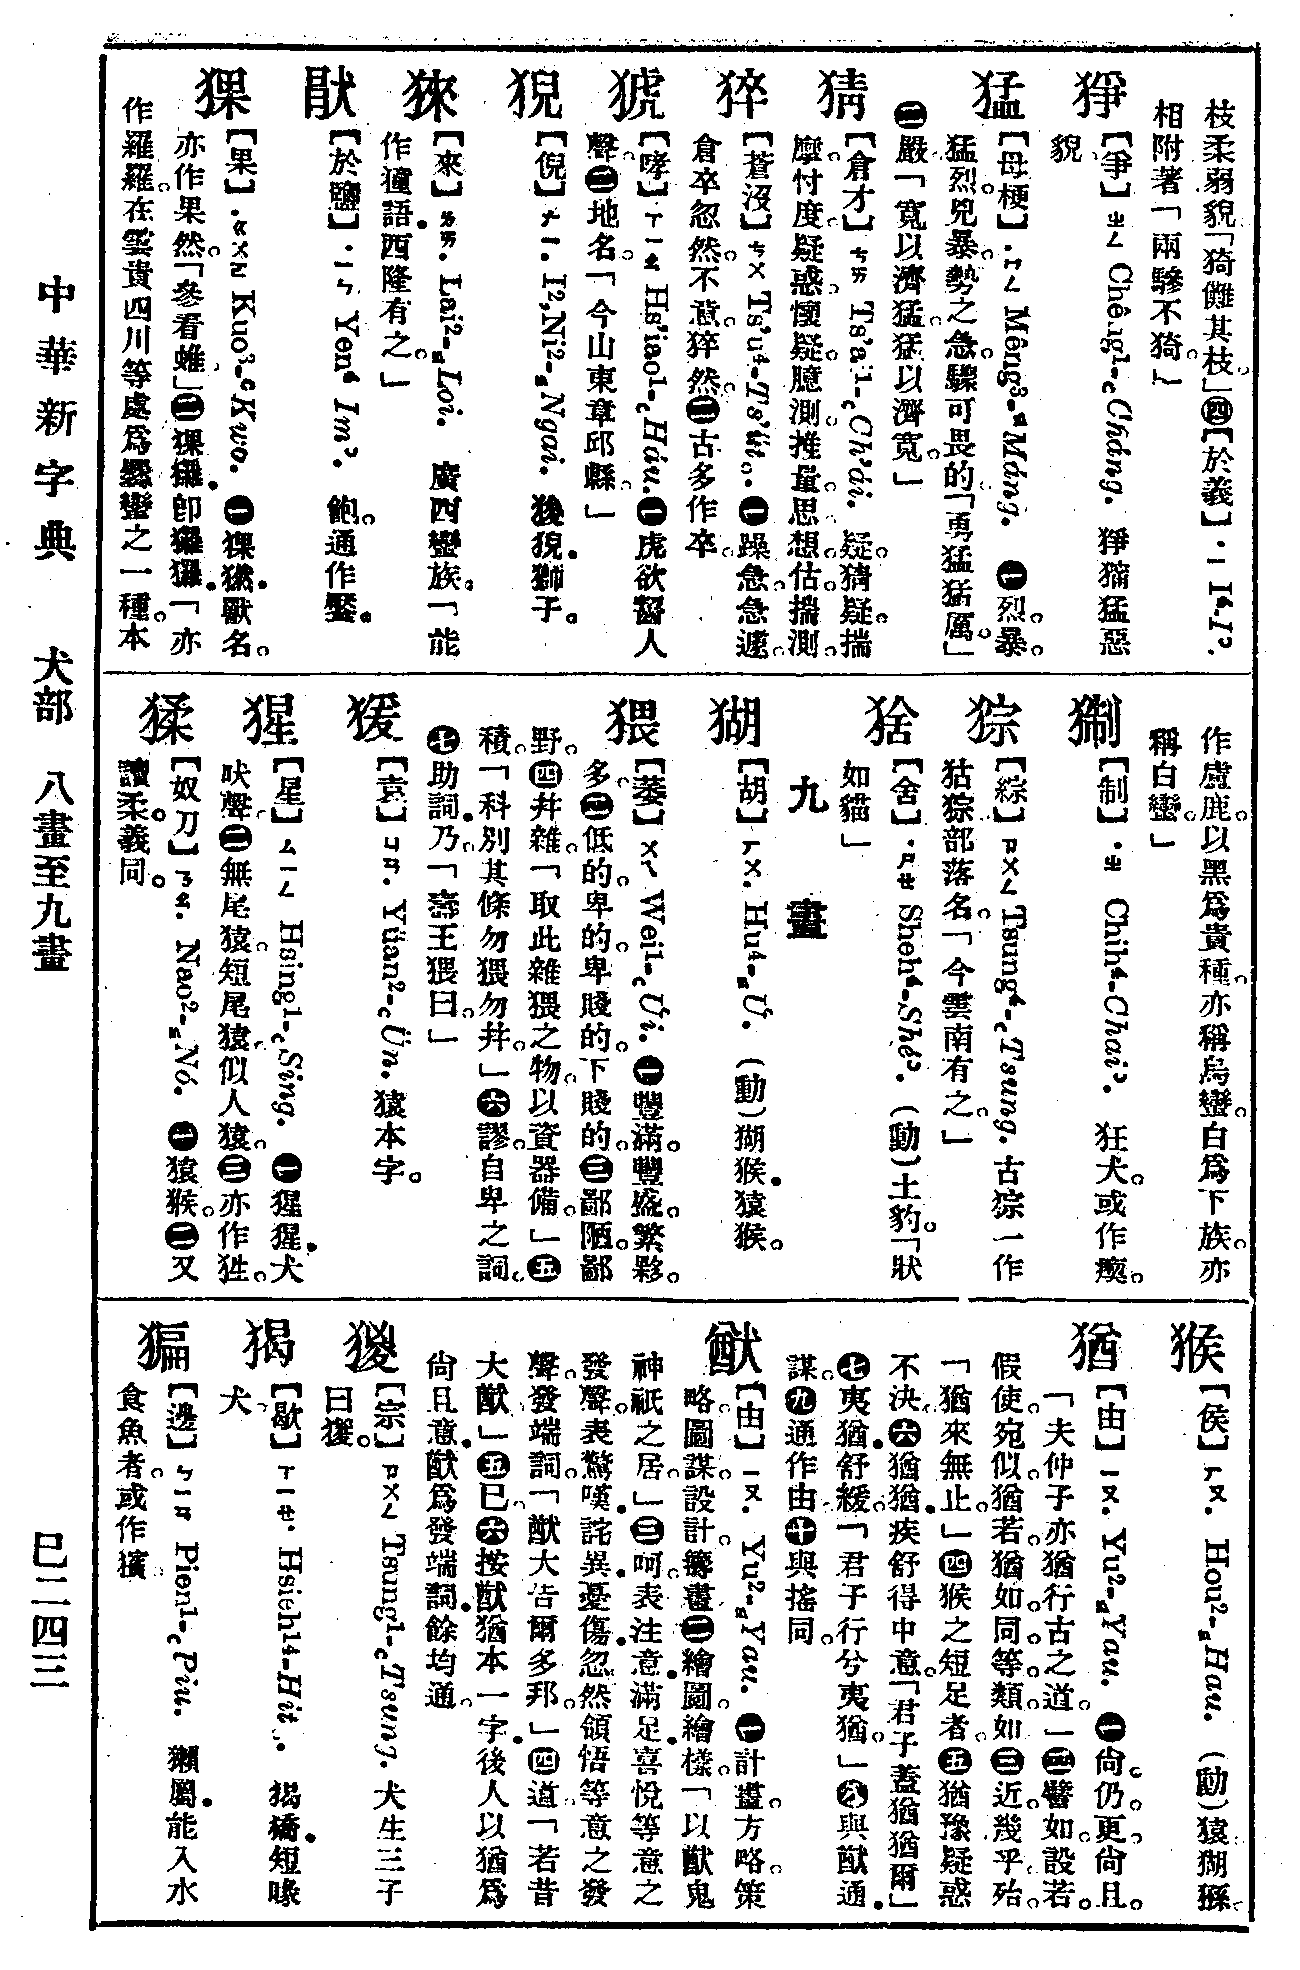 枝柔弱貌「猗儺其枝」㊃【於義】.ㄧ I⁴-I꜄.
相附著「兩驂不猗。」
猙【爭】ㄓㄥ Chêng¹-꜀Cháng. 猙獰猛惡
貌
猛【母梗】.ㄇㄥ Mêng³-Máng. ㊀烈。暴。
猛烈。兇暴。勢之急驟可畏的「勇猛猛厲。」
㊁嚴「寬以濟猛。猛以濟寬。」
猜【倉才】ㄘㄞ Ts'ai¹-꜀Ch'ái. 疑。猜疑。揣
度。忖度。疑惑。懷疑。臆測。推量。思想。估。揣測。
猝【蒼沒】ㄘㄨ Ts'u⁴-Ts'üt. ㊀躁急。急遽。
倉卒忽然。不意。猝然。㊁古多作卒。
猇【哮】ㄒㄧㄠ Hs'iao¹-꜀Háu. ㊀虎欲齧人
聲。㊁地名。「今山東章邱縣。」
猊【倪】ㄋㄧ. I²,Ni²-Ngai. 狻猊。獅子。
猍【來】ㄌㄞ. Lai²-Loi. 廣西蠻族。「能
作獞語。西隆有之。」
猒【於鹽】.ㄧㄣ Yen⁴ Im꜄. 飽。通作饜。
猓【果】.ㄍㄨㄛ Kuo³-Kwo. ㊀猓𤡮。獸名。
亦作果然。「參看蜼」㊁猓玀。卽玀玀。「亦
作羅羅。在雲貴四川等處爲爨蠻之一種。本
作盧鹿。以黑爲貴種。亦稱烏蠻。白爲下族。亦
稱白蠻。」
猘【制】.ㄓ Chih⁴-Chai꜄. 狂犬。或作瘈。
猔【綜】ㄗㄨㄥ Tsung⁴-꜀Tsung. 古猔一作
狜猔部落名。「今雲南有之。」
猞【舍】.ㄕㄝ Sheh⁴-Shé꜄. (動)土豹。「狀
如貓」
九　畫
猢【胡】ㄏㄨ. Hu⁴-U. (動)猢猴。猿猴。
猥【萎】ㄨㄟ Wei¹-꜀Ui. ㊀豐滿。豐盛。繁夥。
多。㊁低的。卑的。卑賤的。下賤的。㊂鄙陋。鄙
野。㊃幷雜。「取此雜猥之物。以資器備。」㊄
積。「科別其條。勿猥勿幷。」㊅謬。自卑之詞。
㊆助詞。乃。「壽王猥曰。」
猨【袁】ㄩㄢ. Yüan²-꜀Ün. 猿本字。
猩【星】ㄙㄧㄥ Hsing¹-꜀Sing. ㊀猩猩。犬
吠聲。㊁無尾猿。短尾猿。似人猿。㊂亦作狌。
猱【奴刀】ㄋㄠ. Nao²-Nó. ㊀猿猴。㊁又
讀柔。義同。
猴【侯】ㄏㄡ. Hou²-Hau. (動)猿。猢猻。
猶【由】ㄧㄡ. Yu²-Yau. ㊀尙。仍。更。尙且。
「夫仲子亦猶行古之道」㊁譬如。設若。
假使。宛似。猶若。猶如。同。等。類。如㊂近。幾乎。殆。
「猶來無止。」㊃猴之短足者。㊄猶豫。疑惑
不決。㊅猶猶。疾舒得中意。「君子蓋猶猶爾」
㊆夷猶。舒緩。「君子行兮夷猶。」㊇與猷通。
謀。㊈通作由。㊉與搖同。
猷【由】ㄧㄡ. Yu²-Yau. ㊀計畫。方略。策
略。圖謀。設計。籌畫。㊁繪圖。繪樣。「以猷鬼
神祇之居。」㊂呵。表注意滿足喜悅等意之
發聲。表驚嘆。詫異。憂傷。忽然領悟等意之發
聲。發端詞。「猷大告爾多邦。」㊃道。「若昔
大猷。」㊄已。㊅按猷猶本一字。後人以猶爲
尙且意。猷爲發端詞。餘均通。
猣【宗】ㄗㄨㄥ Tsung¹-꜀Tsung. 犬生三子
曰猣。
猲【歇】ㄒㄧㄝ. Hsieh¹⁴-Hit. 猲獢。短喙
犬。
猵【邊】ㄅㄧㄢ Pien¹-꜀Pin. 獺屬。能入水
食魚者。或作獱。
中華新字典　犬部　八畫至九畫　巳二四三